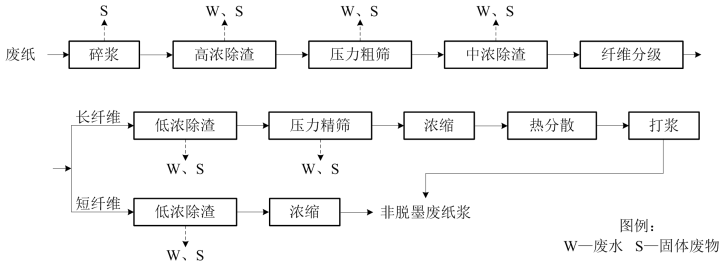 S
W、S
W、S
W、S
废纸
碎浆
高浓除渣
压力粗筛
中浓除渣
纤维分级
长纤维
低浓除渣
压力精筛
浓缩
热分散
打浆
W、S
W、S
短纤维
低浓除渣
浓缩
非脱墨废纸浆
W、S
图例：
W—废水 S—固体废物